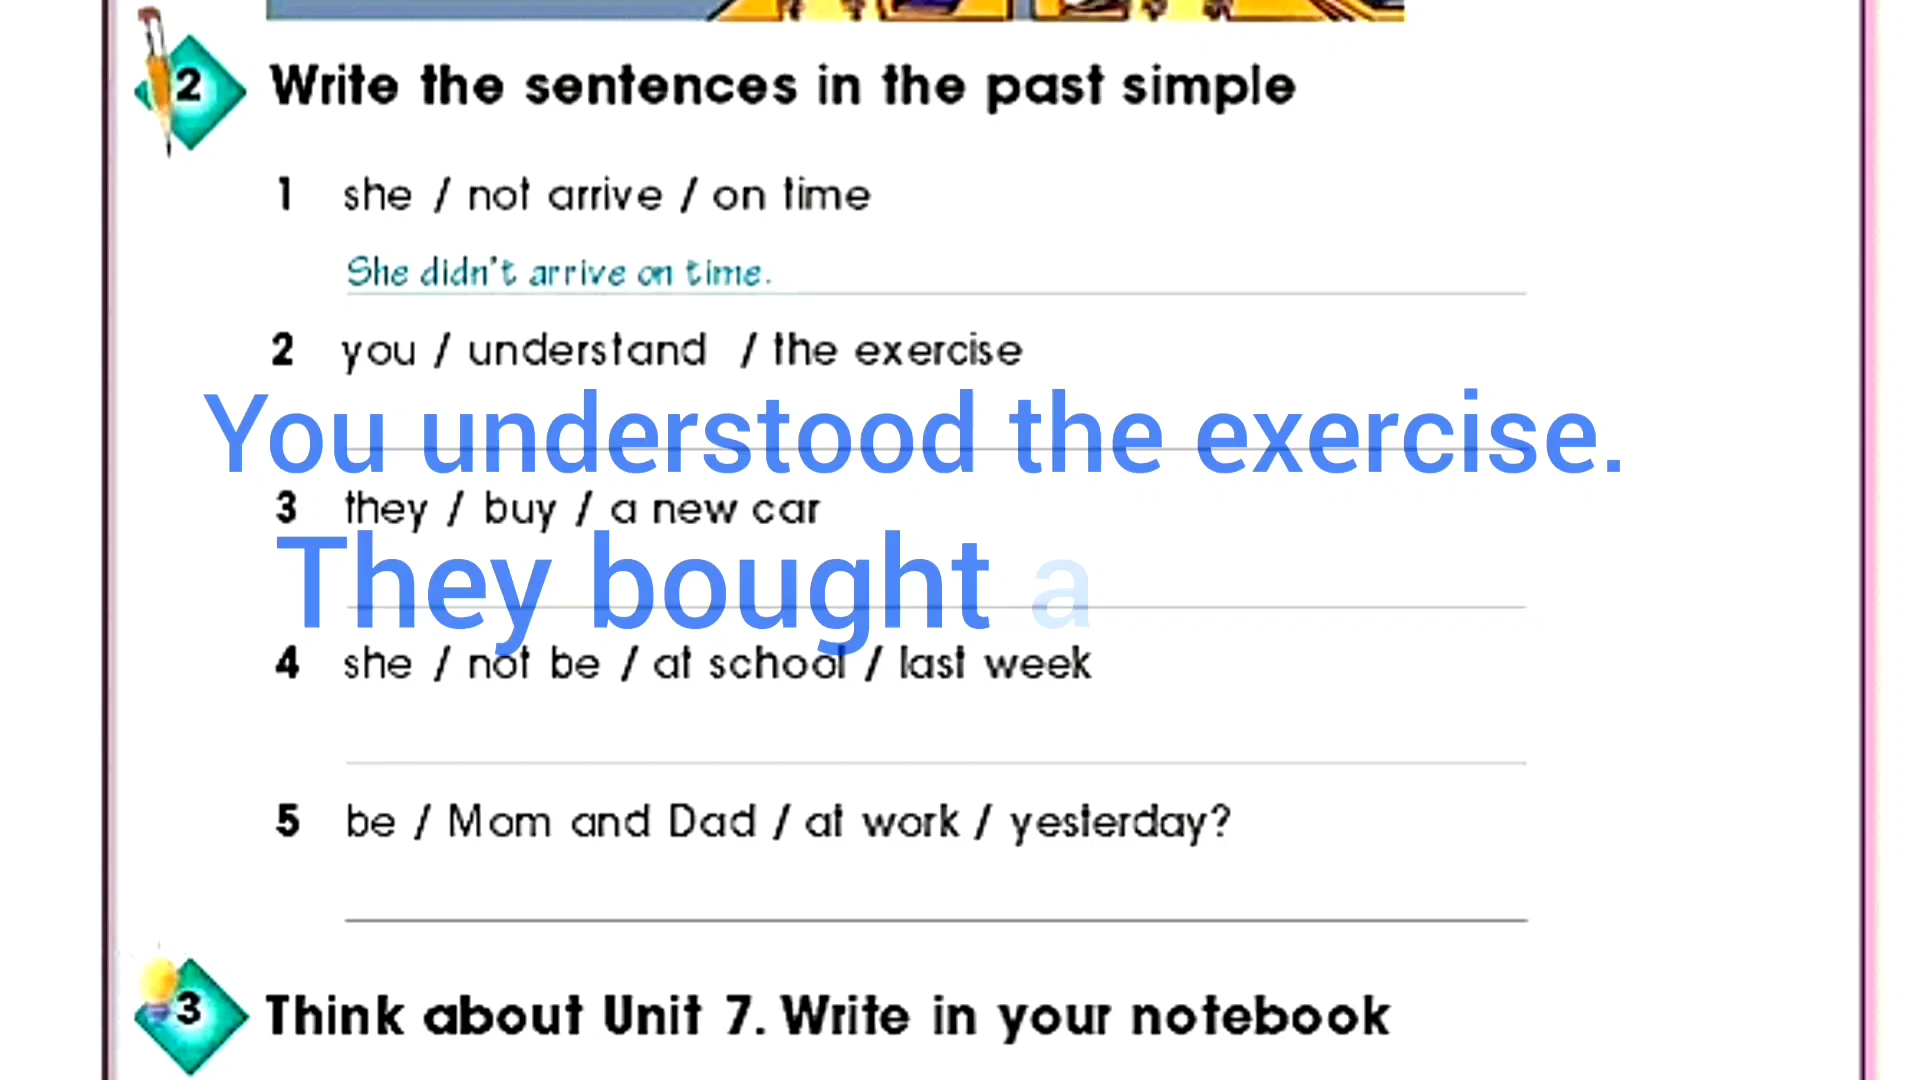 2 Write the sentences in the past simple
1 she / not arrive / on time
She didn't arrive on time.
2 you / understand / the exercise
You understood the exercise.
3 they / buy / a new car
They bought a
4 she / not be / at school / last week
5 be / Mom and Dad / at work / yesterday?
3 Think about Unit 7. Write in your notebook